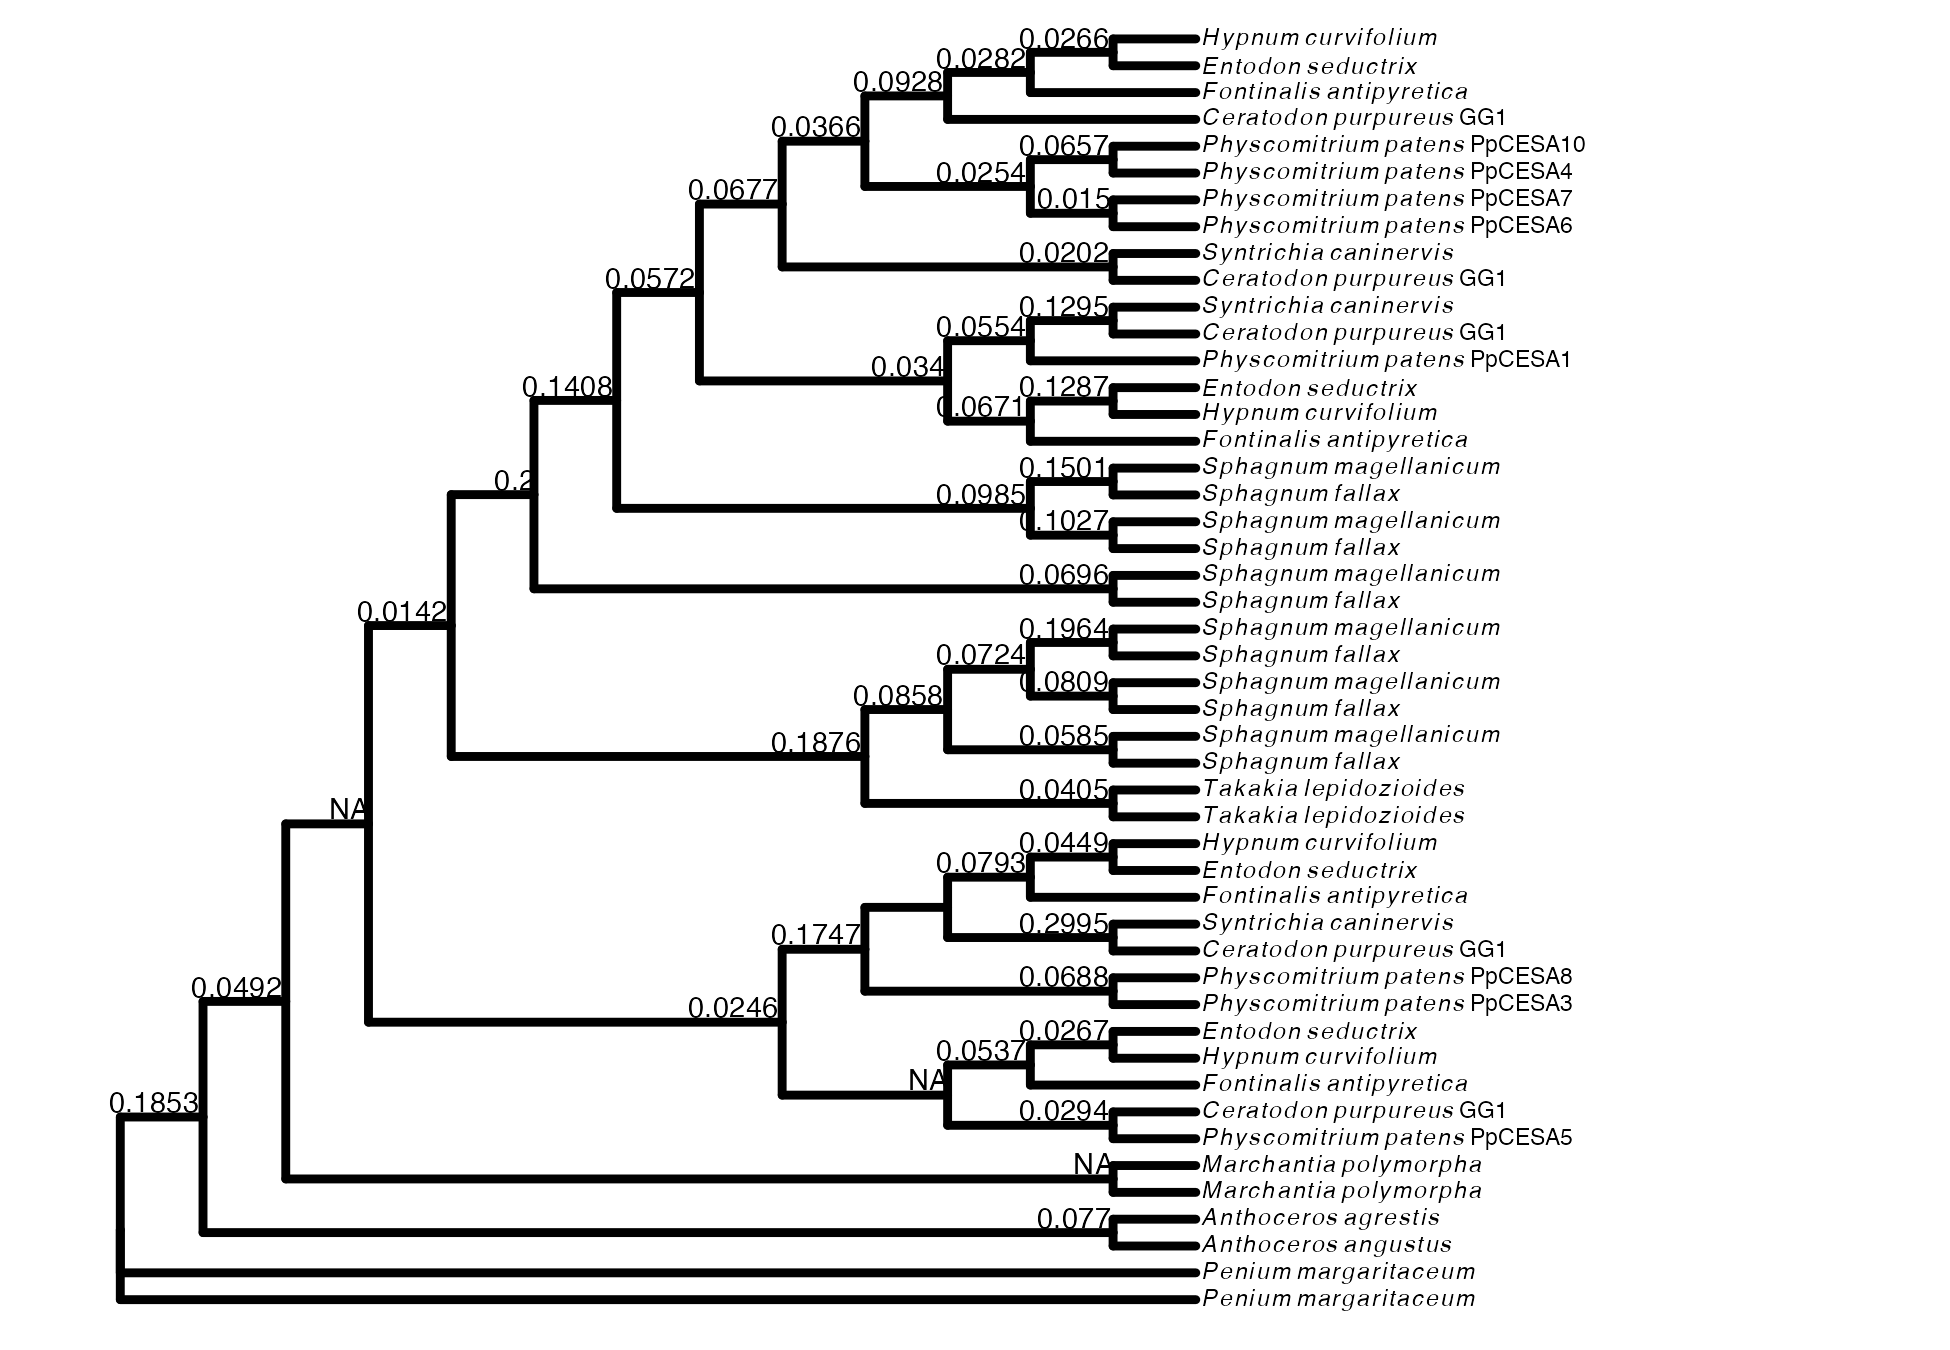 0.0266
Hypnum curvifolium
0.0282
Entodon seductrix
0.0928
Fontinalis antipyretica
Ceratodon purpureus GG1
0.0366
0.0657
Physcomitrium patens PpCESA10
0.0254
Physcomitrium patens PpCESA4
0.0677
0.015
Physcomitrium patens PpCESA7
Physcomitrium patens PpCESA6
0.0202
Syntrichia caninervis
Ceratodon purpureus GG1
0.0572
0.1295
Syntrichia caninervis
0.0554
Ceratodon purpureus GG1
0.034
Physcomitrium patens PpCESA1
0.1408
0.1287
Entodon seductrix
0.0671
Hypnum curvifolium
Fontinalis antipyretica
0.1501
Sphagnum magellanicum
0.2
0.0985
Sphagnum fallax
0.1027
Sphagnum magellanicum
Sphagnum fallax
0.0696
Sphagnum magellanicum
Sphagnum fallax
0.0142
0.1964
Sphagnum magellanicum
0.0724
Sphagnum fallax
0.0858
0.0809
Sphagnum magellanicum
Sphagnum fallax
0.1876
0.0585
Sphagnum magellanicum
Sphagnum fallax
0.0405
Takakia lepidozioides
NA
Takakia lepidozioides
0.0449
Hypnum curvifolium
0.0793
Entodon seductrix
Fontinalis antipyretica
0.1747
0.2995
Syntrichia caninervis
Ceratodon purpureus GG1
0.0492
0.0688
Physcomitrium patens PpCESA8
0.0246
Physcomitrium patens PpCESA3
0.0267
Entodon seductrix
0.0537
Hypnum curvifolium
NA
Fontinalis antipyretica
0.1853
0.0294
Ceratodon purpureus GG1
Physcomitrium patens PpCESA5
NA
Marchantia polymorpha
Marchantia polymorpha
0.077
Anthoceros agrestis
Anthoceros angustus
Penium margaritaceum
Penium margaritaceum